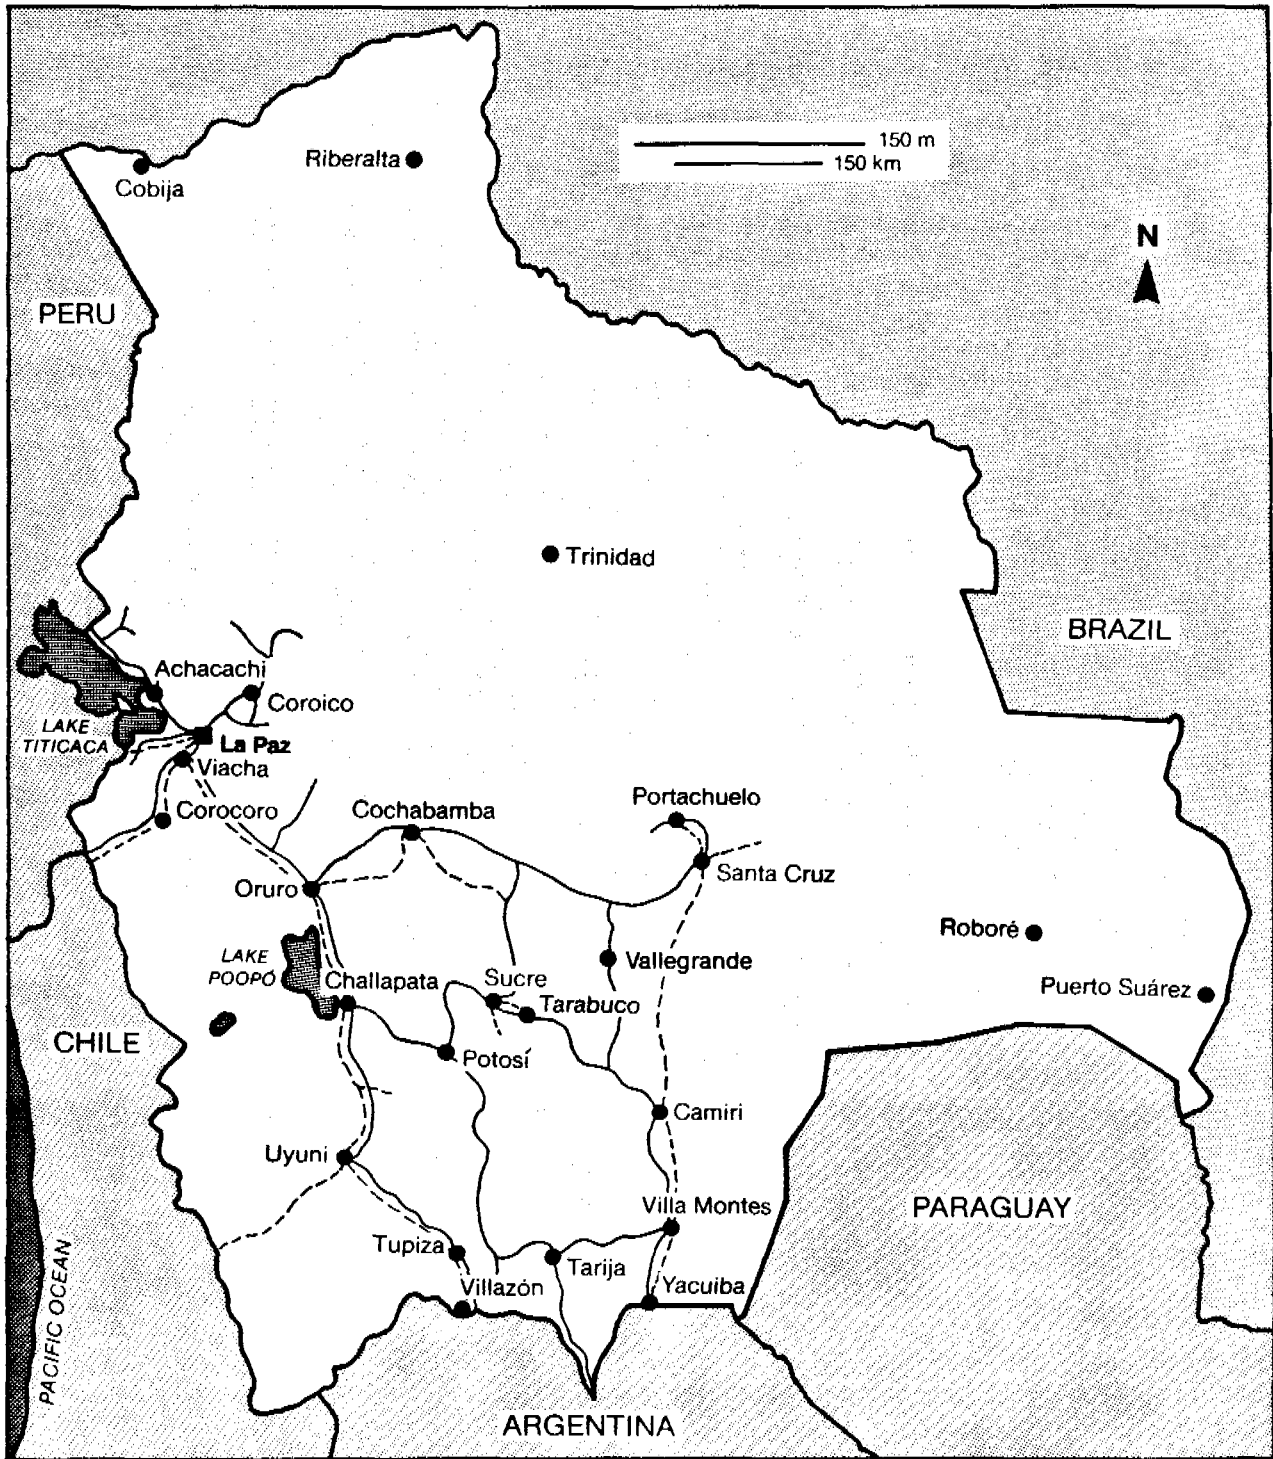 150 m
150 km
Riberalta
Cobija
N
PERU
Trinidad
BRAZIL
Achacachi
Coroico
LAKE
TITICACA
La Paz
Viacha
Corocoro
Cochabamba
Portachuelo
Santa Cruz
Oruro
Roboré
LAKE
POOPÓ
Vallegrande
Challapata
Sucre
Tarabuco
Puerto Suárez
CHILE
Potosí
Camiri
Uyuni
Villa Montes
PARAGUAY
Tupiza
Tarija
Villazón
Yacuiba
PACIFIC OCEAN
ARGENTINA